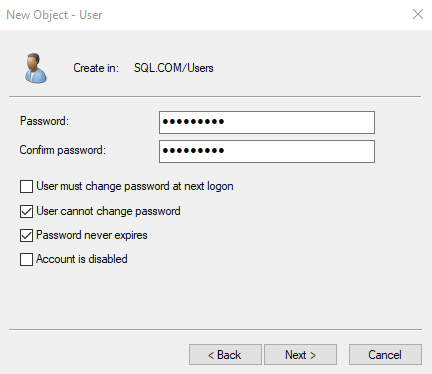 New Object - User
Create in: SQL.COM/Users
Password: ●●●●●●●●●
Confirm password: ●●●●●●●●●
User must change password at next logon
User cannot change password
Password never expires
Account is disabled
< Back Next > Cancel